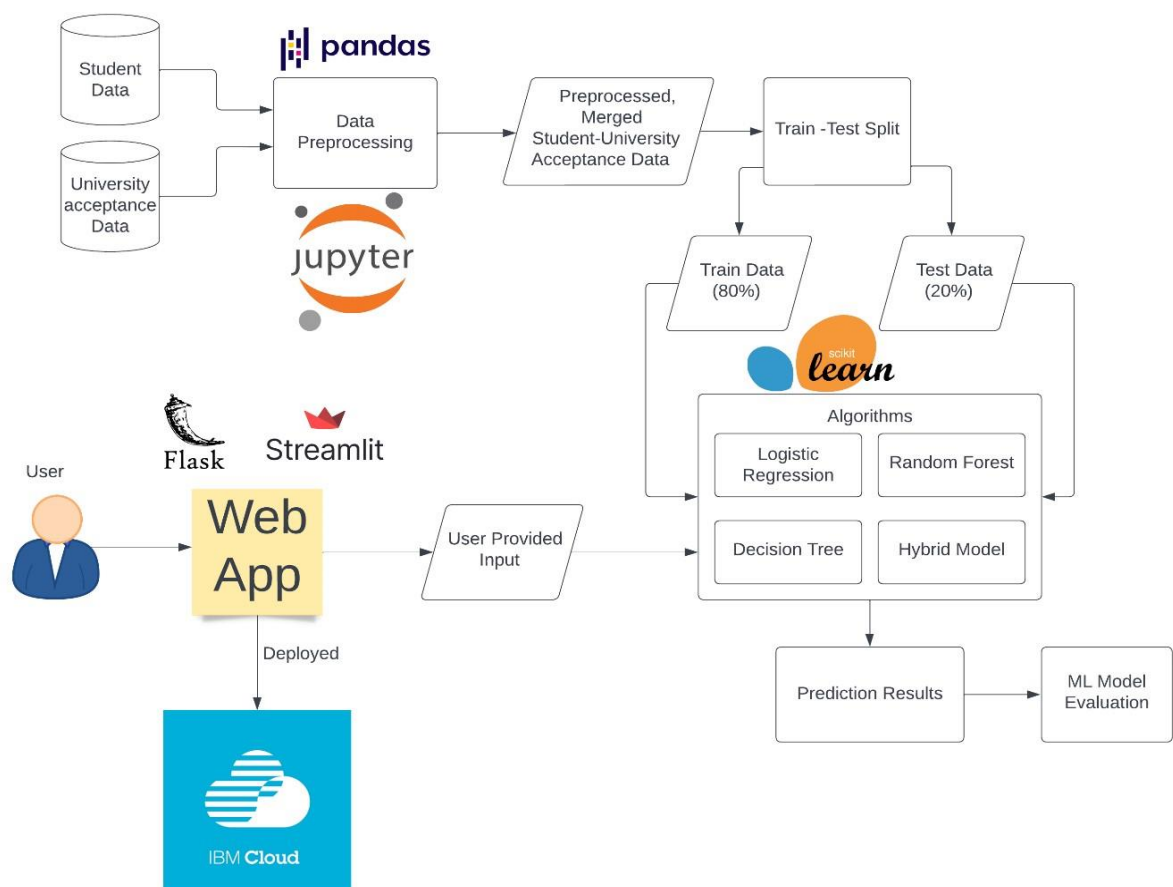 Student
Data
pandas
Data
Preprocessing
Preprocessed,
Merged
Student-University
Acceptance Data
Train -Test Split
University
acceptance
Data
jupyter
Train Data
(80%)
Test Data
(20%)
scikit
learn
Algorithms
Logistic
Regression
Random Forest
Decision Tree
Hybrid Model
Flask
Streamlit
User
Web
App
User Provided
Input
Deployed
Prediction Results
ML Model
Evaluation
IBM Cloud